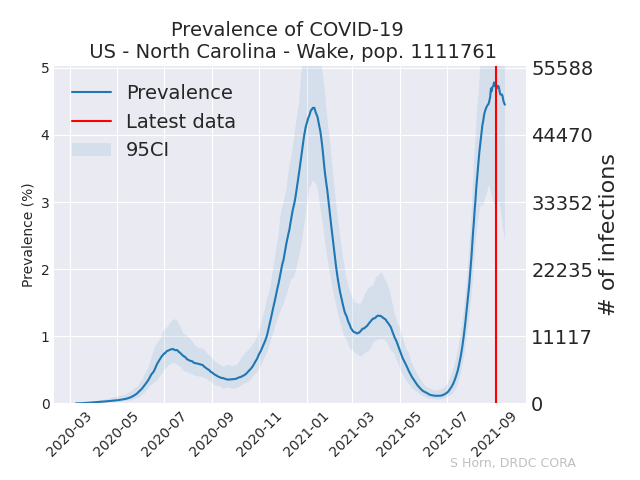 Prevalence of COVID-19
US - North Carolina - Wake, pop. 1111761
Prevalence
Latest data
95CI
Prevalence (%)
5
4
3
2
1
0
55588
44470
33352
22235
11117
0
# of infections
2020-03
2020-05
2020-07
2020-09
2020-11
2021-01
2021-03
2021-05
2021-07
2021-09
S Horn, DRDC CORA